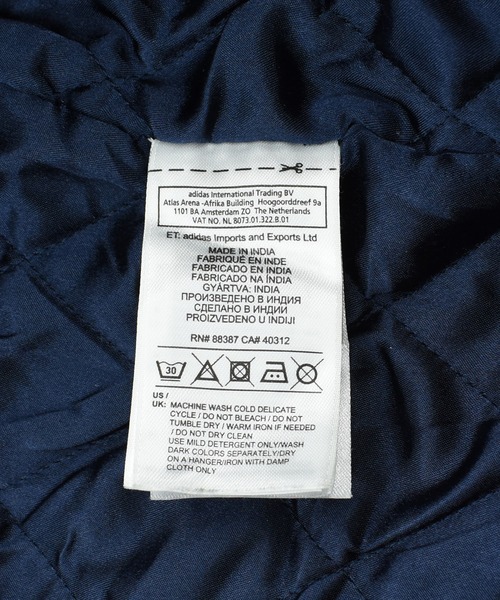 adidas International Trading BV
Atlas Arena -Afrika Building Hoogoorddreef 9a
1101 BA Amsterdam ZO The Netherlands
VAT NO. NL 8073.01.322.B.01
ET: adidas Imports and Exports Ltd
MADE IN INDIA
FABRIQUÉ EN INDE
FABRICADO EN INDIA
FABRICADO NA ÍNDIA
GYÁRTVA: INDIA
ПРОИЗВЕДЕНО В ИНДИЯ
СДЕЛАНО В ИНДИИ
PROIZVEDENO U INDIJI
RN# 88387 CA# 40312
30
US /
UK: MACHINE WASH COLD DELICATE
CYCLE / DO NOT BLEACH / DO NOT
TUMBLE DRY / WARM IRON IF NEEDED
/ DO NOT DRY CLEAN
USE MILD DETERGENT ONLY/WASH
DARK COLORS SEPARATELY/DRY
ON A HANGER/IRON WITH DAMP
CLOTH ONLY